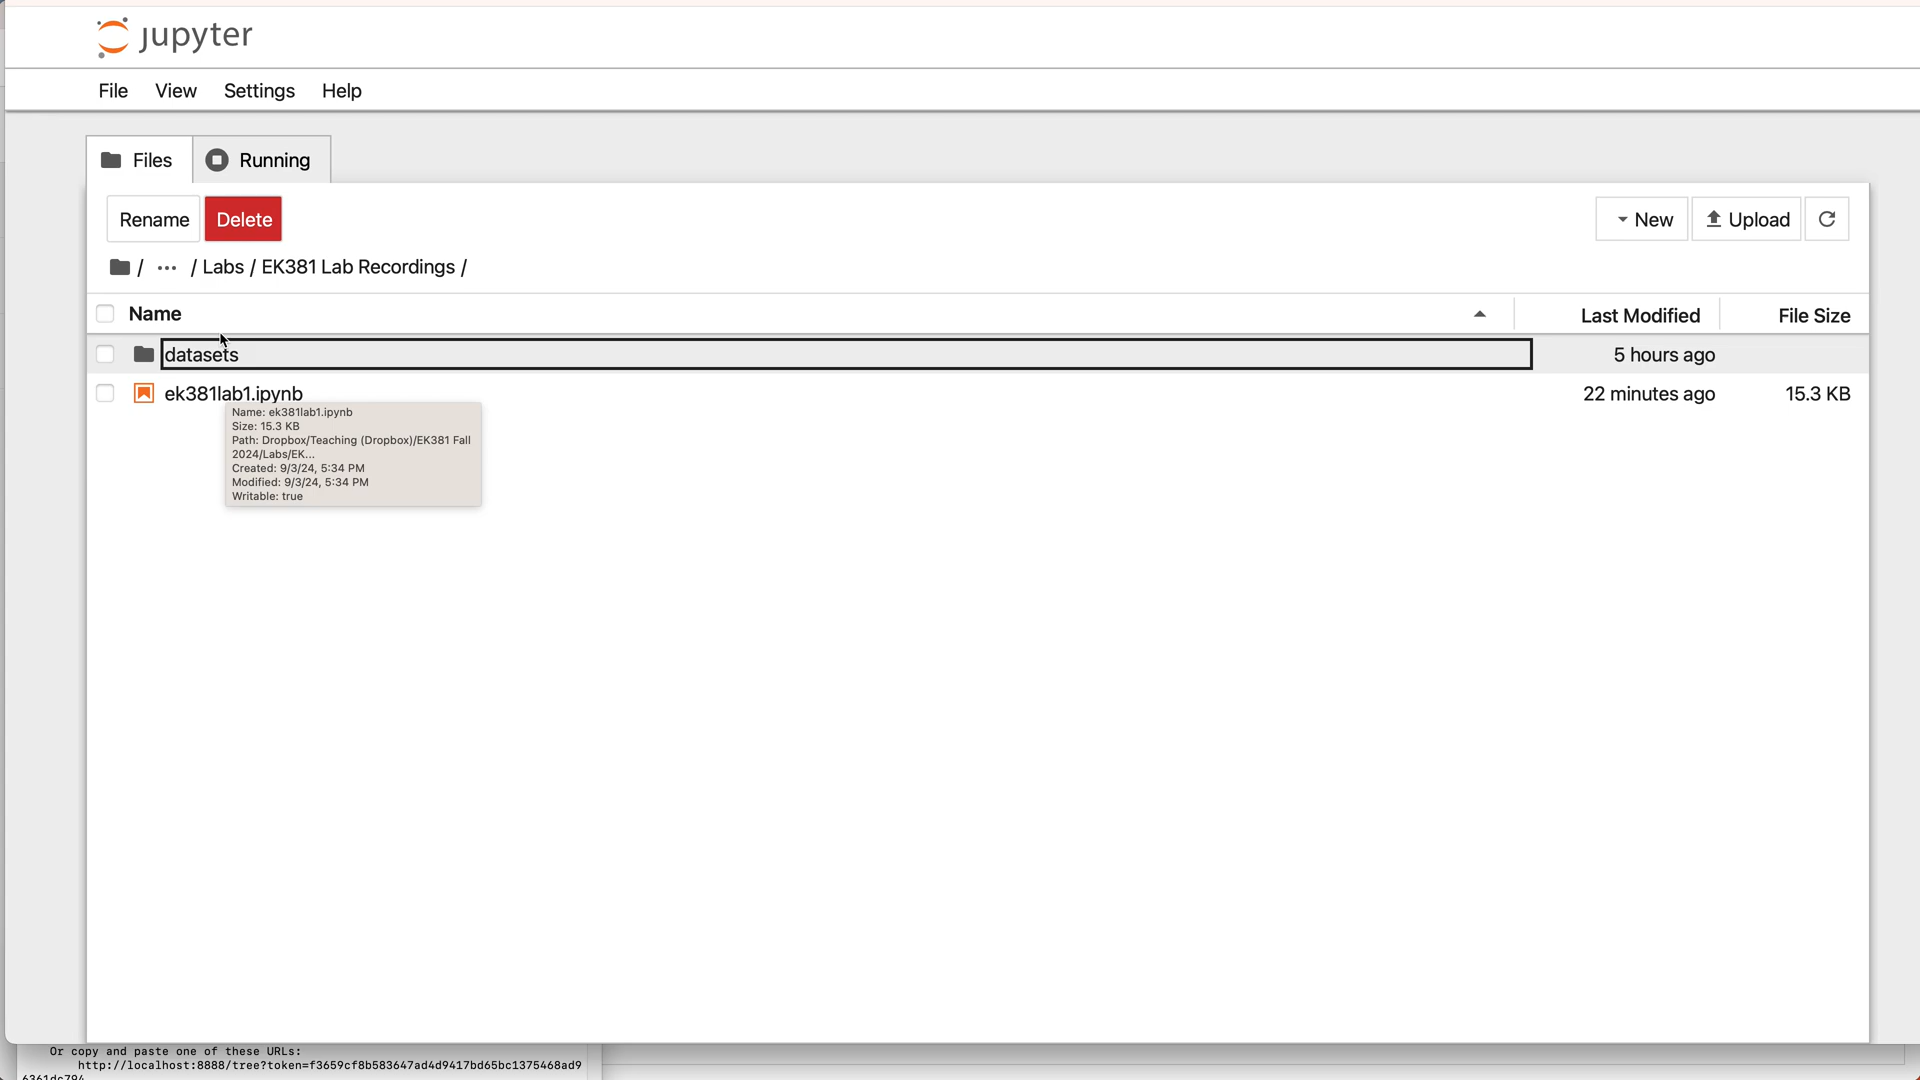 jupyter
File View Settings Help
Files Running
Rename Delete New Upload
/ ... / Labs / EK381 Lab Recordings /
Name Last Modified File Size
datasets 5 hours ago
ek381lab1.ipynb 22 minutes ago 15.3 KB
Name: ek381lab1.ipynb
Size: 15.3 KB
Path: Dropbox/Teaching (Dropbox)/EK381 Fall
2024/Labs/EK...
Created: 9/3/24, 5:34 PM
Modified: 9/3/24, 5:34 PM
Writable: true
Or copy and paste one of these URLs:
http://localhost:8888/tree?token=f3659cf8b583647ad4d9417bd65bc1375468ad9
6361dc794